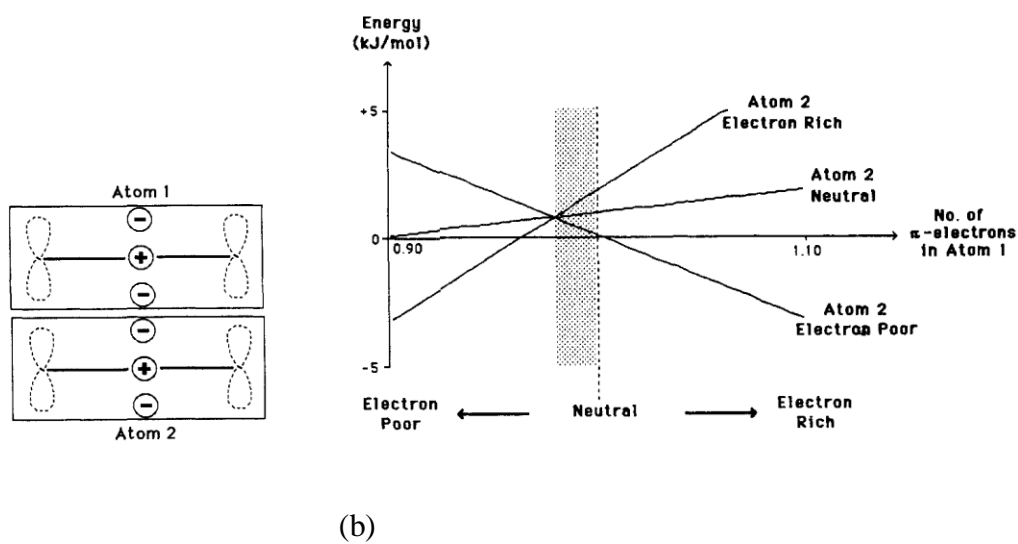 Atom 1
−
+
−
−
+
−
Atom 2
Energy
(kJ/mol)
+5
0
-5
0.90
1.10
Atom 2
Electron Rich
Atom 2
Neutral
No. of
π-electrons
in Atom 1
Atom 2
Electron Poor
Electron
Poor
Neutral
Electron
Rich
(b)